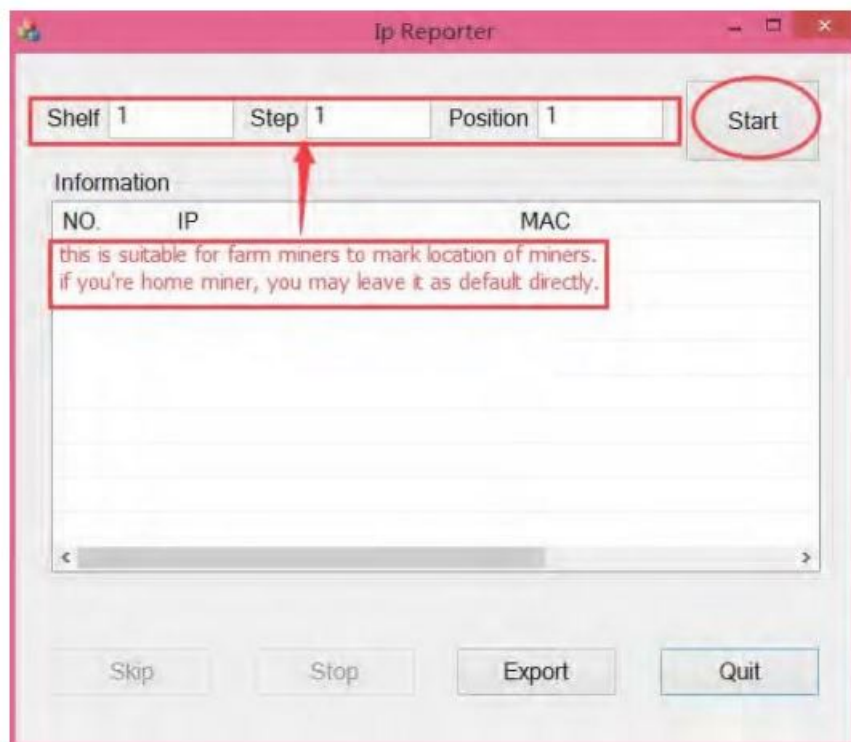 Ip Reporter
Shelf 1 Step 1 Position 1 Start
Information
NO. IP MAC
this is suitable for farm miners to mark location of miners.
if you're home miner, you may leave it as default directly.
Skip Stop Export Quit